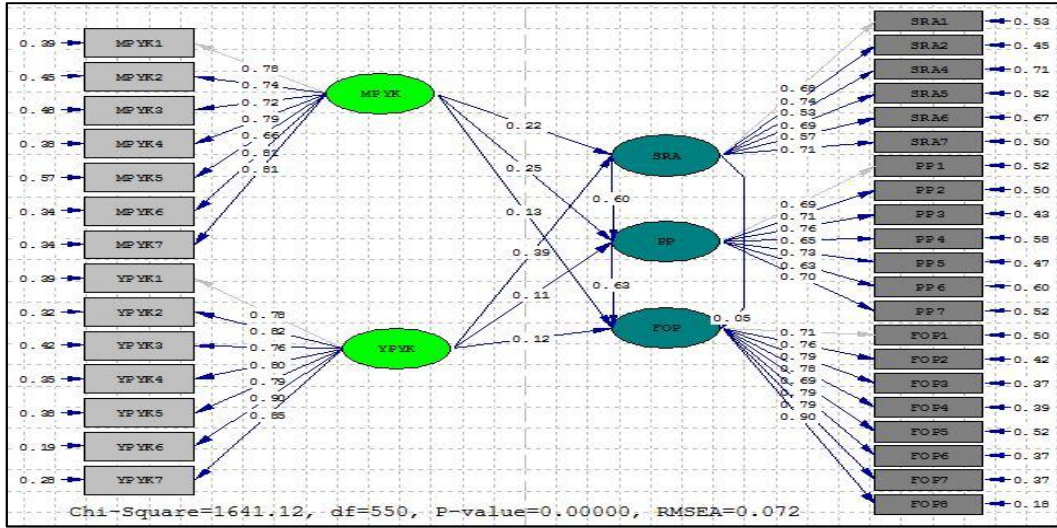 0.39 MPYK1
0.45 MPYK2
0.48 MPYK3
0.38 MPYK4
0.57 MPYK5
0.34 MPYK6
0.34 MPYK7
0.39 YPYK1
0.32 YPYK2
0.42 YPYK3
0.35 YPYK4
0.38 YPYK5
0.19 YPYK6
0.28 YPYK7
0.78
0.74
0.72
0.79
0.66
0.81
0.81
0.78
0.82
0.76
0.80
0.79
0.90
0.85
MPYK
YPYK
0.22
0.25
0.13
0.39
0.11
0.12
SRA
0.60
PP
0.63
FOP
0.05
0.68
0.74
0.53
0.69
0.57
0.71
0.69
0.71
0.76
0.65
0.73
0.63
0.70
0.71
0.76
0.79
0.78
0.69
0.79
0.79
0.90
SRA1 0.53
SRA2 0.45
SRA4 0.71
SRA5 0.52
SRA6 0.67
SRA7 0.50
PP1 0.52
PP2 0.50
PP3 0.43
PP4 0.58
PP5 0.47
PP6 0.60
PP7 0.52
FOP1 0.50
FOP2 0.42
FOP3 0.37
FOP4 0.39
FOP5 0.52
FOP6 0.37
FOP7 0.37
FOP8 0.18
Chi-Square=1641.12, df=550, P-value=0.00000, RMSEA=0.072